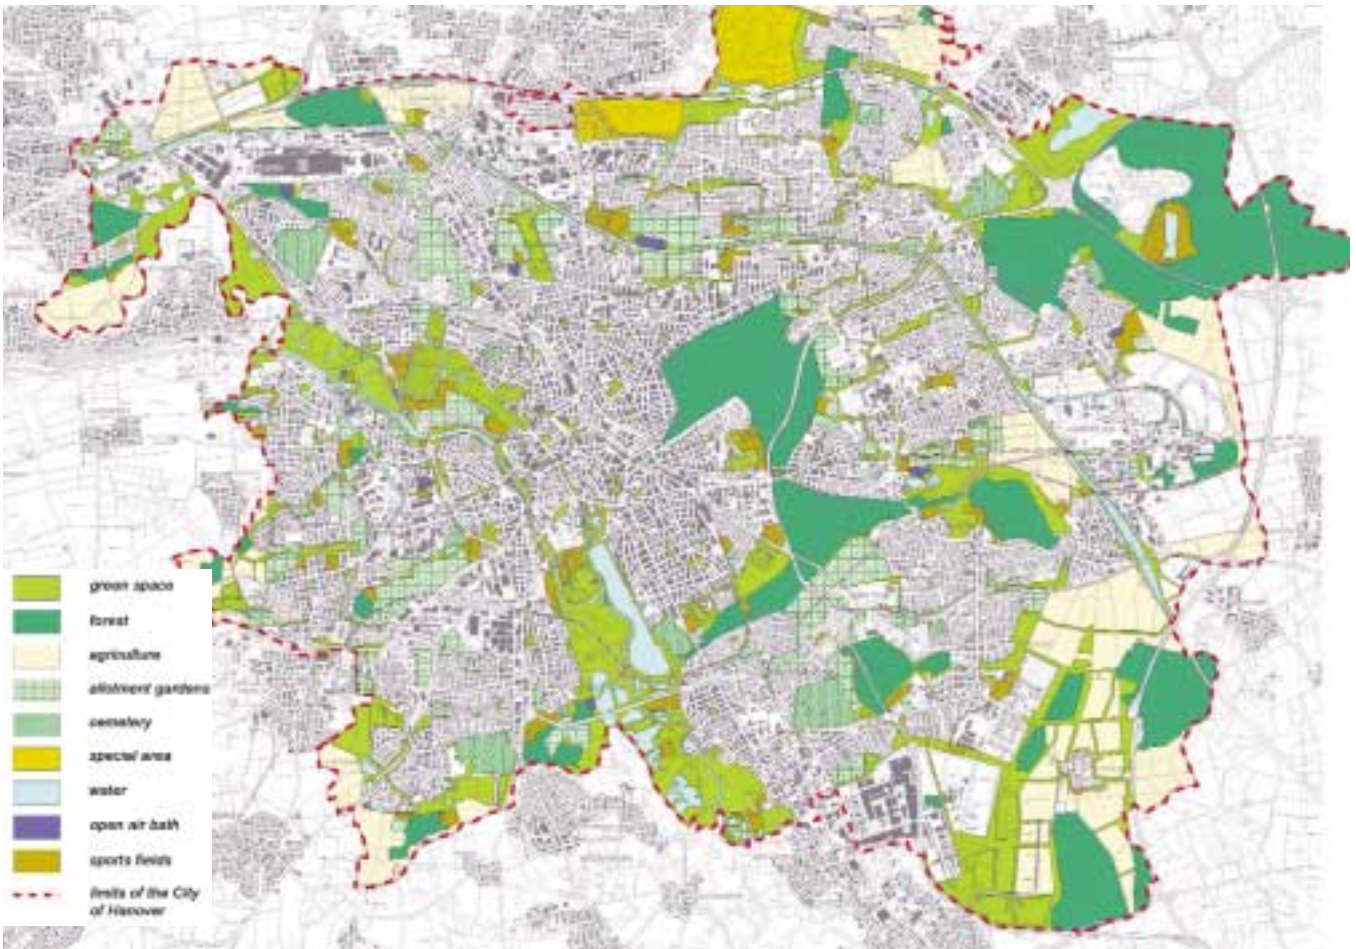 green space
forest
agriculture
allotment gardens
cemetery
special area
water
open air bath
sports fields
limits of the City
of Hanover